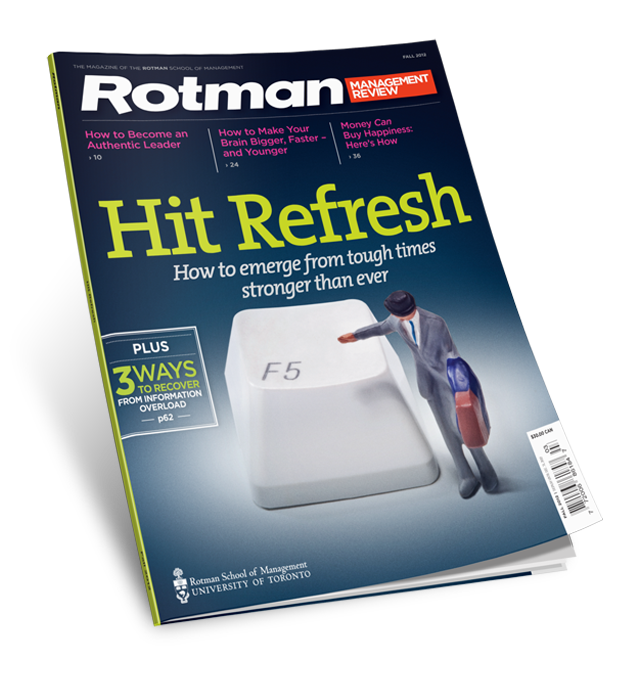 THE MAGAZINE OF THE ROTMAN SCHOOL OF MANAGEMENT
FALL 2012
Rotman
MANAGEMENT
REVIEW
How to Become an
Authentic Leader
› 10
How to Make Your
Brain Bigger, Faster –
and Younger
› 24
Money Can
Buy Happiness:
Here's How
› 36
Hit Refresh
How to emerge from tough times
stronger than ever
F5
PLUS
3 WAYS
TO RECOVER
FROM INFORMATION
OVERLOAD
p62
$20.00 CAN
Rotman School of Management
UNIVERSITY OF TORONTO